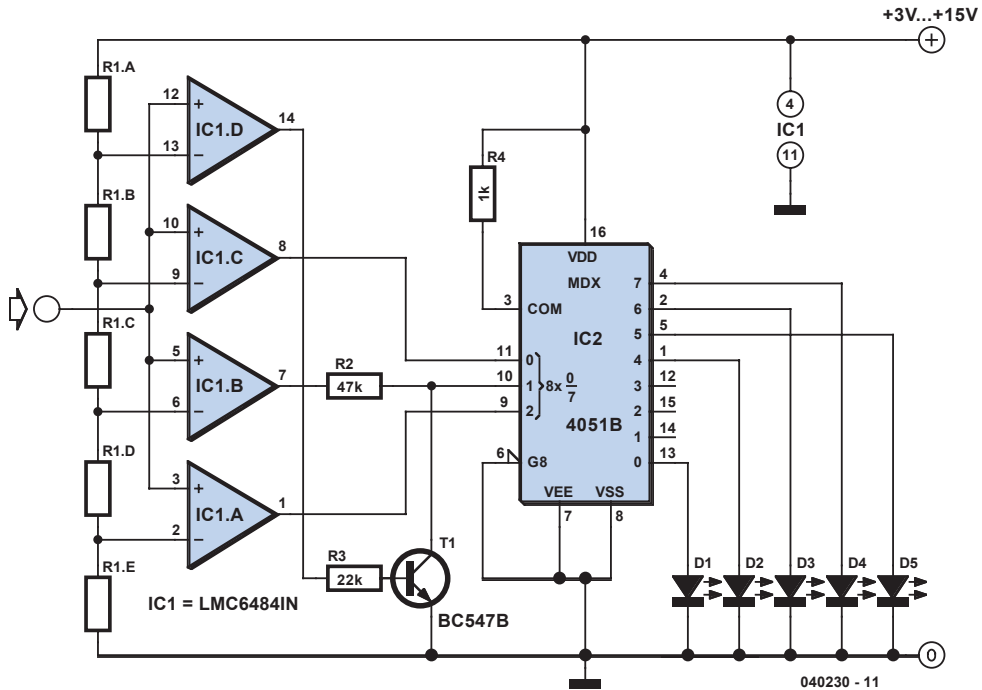 +3V...+15V
R1.A
12
+
IC1.D
14
13
−
R1.B
10
+
IC1.C
8
9
−
R1.C
5
+
IC1.B
7
6
−
R1.D
3
+
IC1.A
1
2
−
R1.E
IC1 = LMC6484IN
R2
47k
R3
22k
T1
BC547B
R4
1k
4
IC1
11
16
VDD
MDX
3 COM
IC2
11 0
10 1
9 2
8x 0/7
4051B
6 G8
VEE
VSS
7
8
7 4
6 2
5 5
4 1
3 12
2 15
1 14
0 13
D1
D2
D3
D4
D5
0
040230 - 11